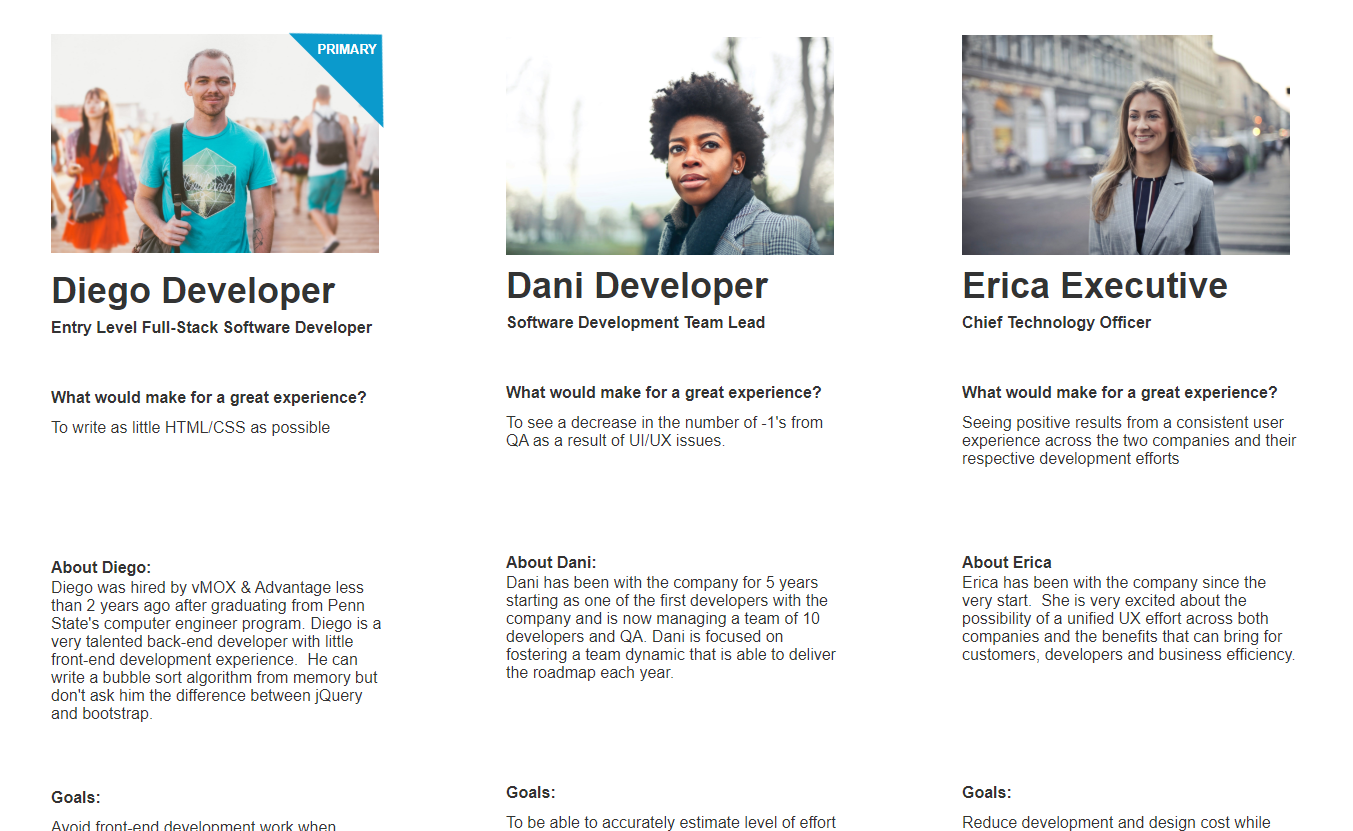 PRIMARY
Diego Developer
Entry Level Full-Stack Software Developer
What would make for a great experience?
To write as little HTML/CSS as possible
About Diego:
Diego was hired by vMOX & Advantage less
than 2 years ago after graduating from Penn
State's computer engineer program. Diego is a
very talented back-end developer with little
front-end development experience.  He can
write a bubble sort algorithm from memory but
don't ask him the difference between jQuery
and bootstrap.
Goals:
Avoid front-end development work when
Dani Developer
Software Development Team Lead
What would make for a great experience?
To see a decrease in the number of -1's from
QA as a result of UI/UX issues.
About Dani:
Dani has been with the company for 5 years
starting as one of the first developers with the
company and is now managing a team of 10
developers and QA. Dani is focused on
fostering a team dynamic that is able to deliver
the roadmap each year.
Goals:
To be able to accurately estimate level of effort
Erica Executive
Chief Technology Officer
What would make for a great experience?
Seeing positive results from a consistent user
experience across the two companies and their
respective development efforts
About Erica
Erica has been with the company since the
very start.  She is very excited about the
possibility of a unified UX effort across both
companies and the benefits that can bring for
customers, developers and business efficiency.
Goals:
Reduce development and design cost while